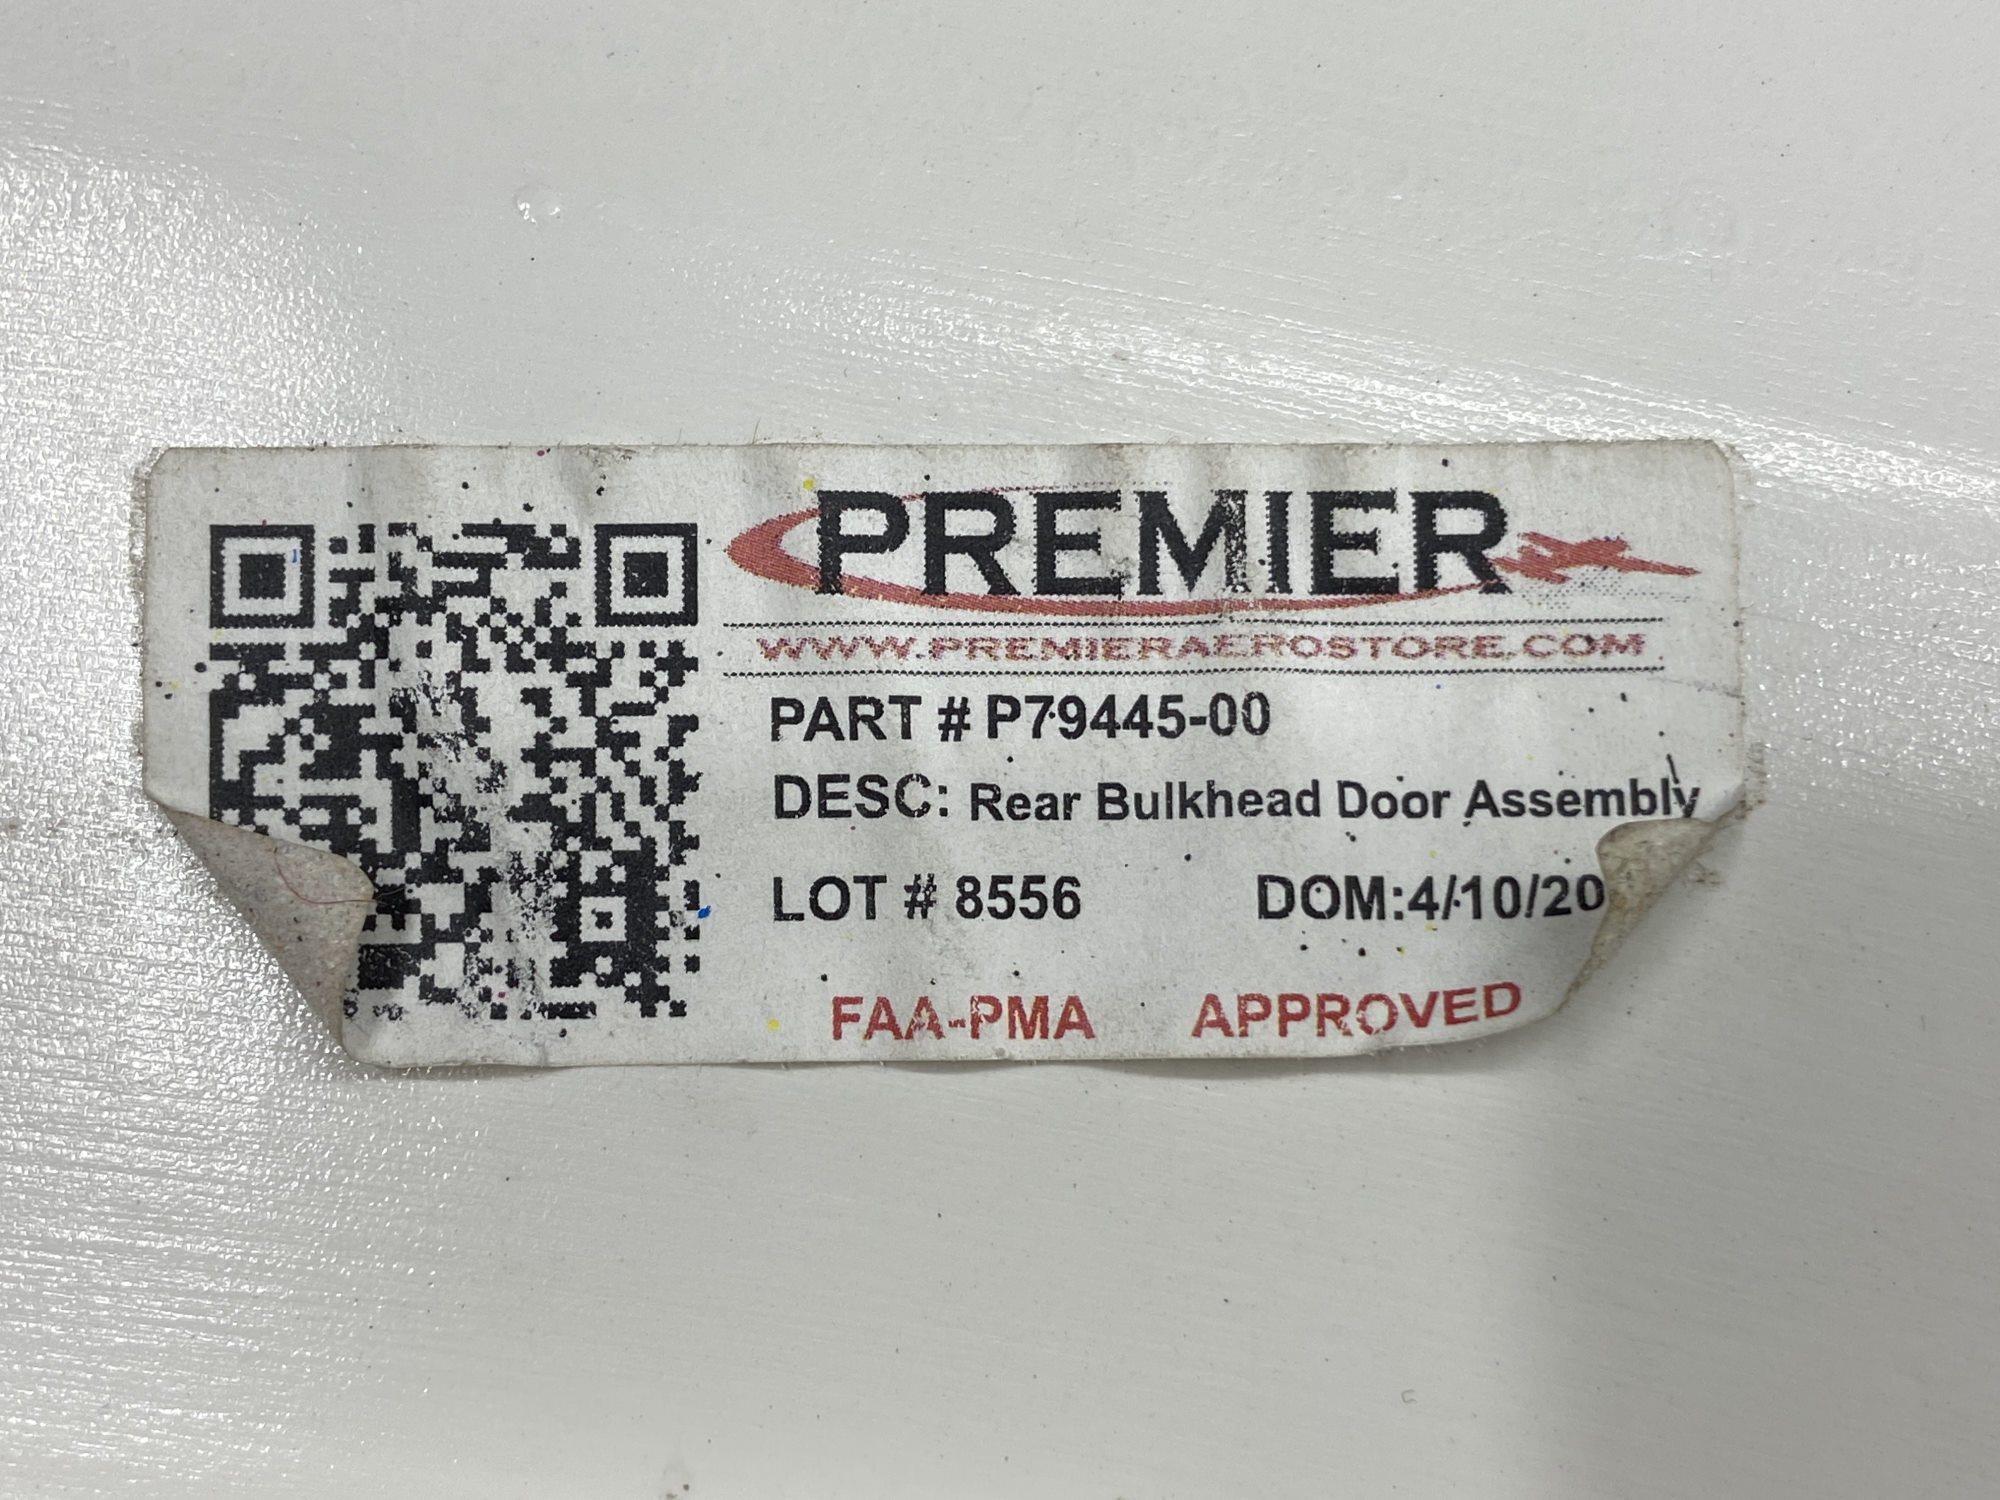 PREMIER
WWW.PREMIERAEROSTORE.COM
PART # P79445-00
DESC: Rear Bulkhead Door Assembly
LOT # 8556 DOM:4/10/20
FAA-PMA APPROVED